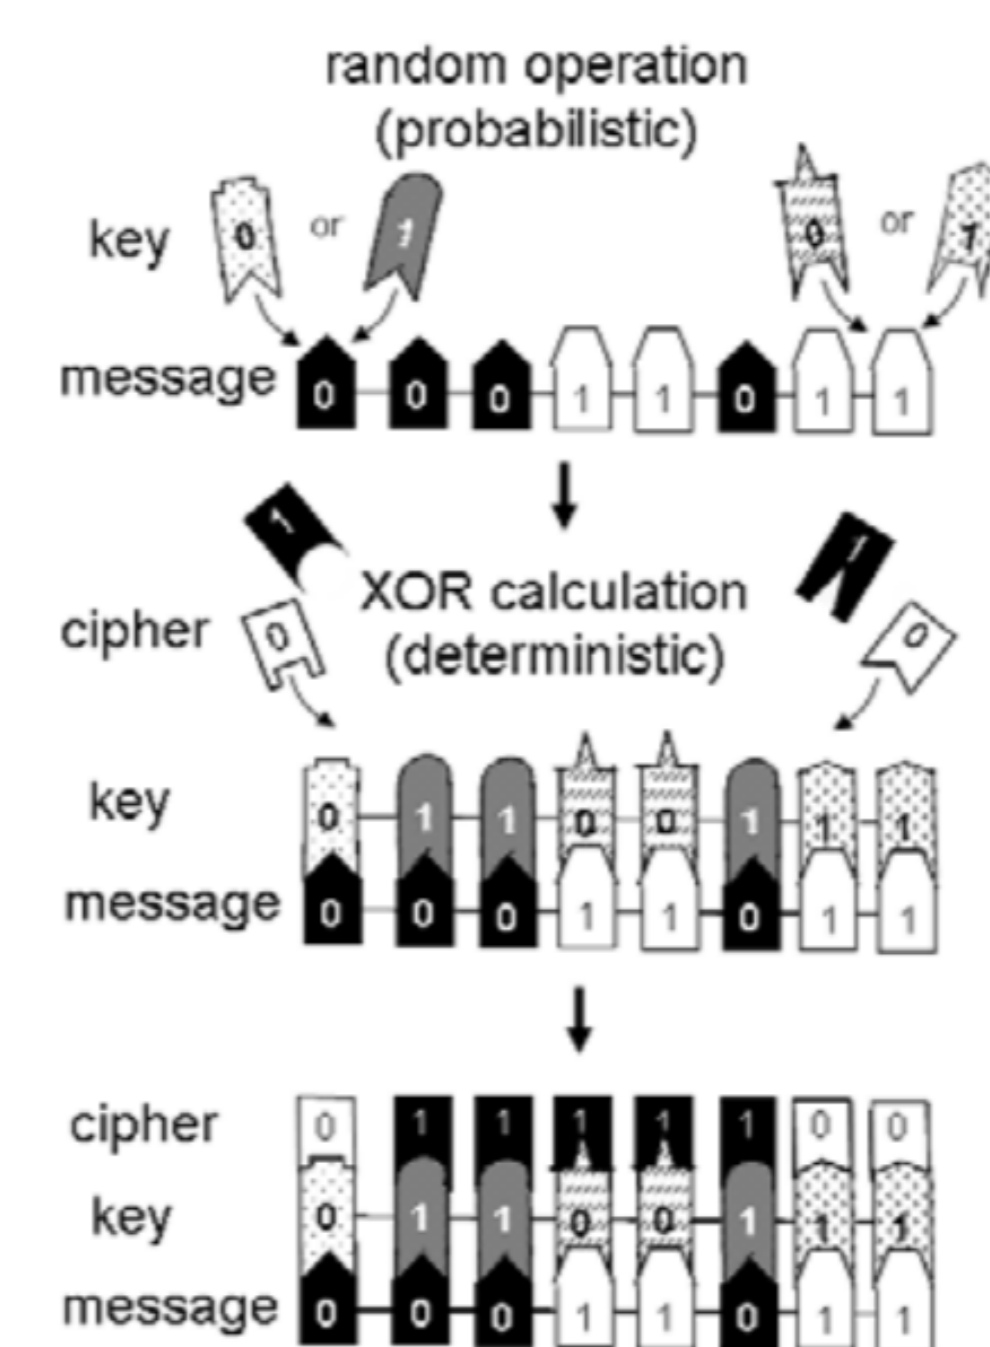 random operation
(probabilistic)
key 0 or 1 0 or 1
message 0 0 0 1 1 0 1 1
1 1
XOR calculation
cipher 0 0
(deterministic)
key 0 1 1 0 0 1 1 1
message 0 0 0 1 1 0 1 1
cipher 0 1 1 1 1 1 0 0
key 0 1 1 0 0 1 1 1
message 0 0 0 1 1 0 1 1